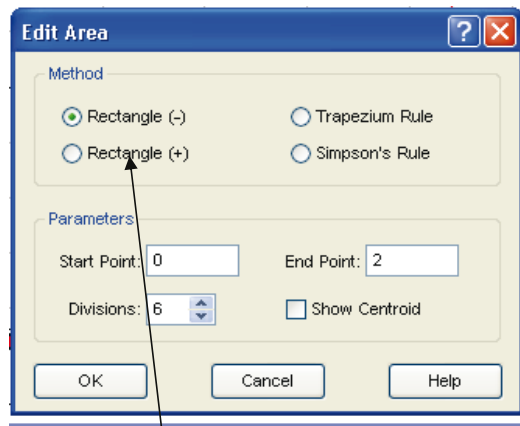 Edit Area
Method
Rectangle (-) Trapezium Rule
Rectangle (+) Simpson's Rule
Parameters
Start Point: 0 End Point: 2
Divisions: 6 Show Centroid
OK Cancel Help